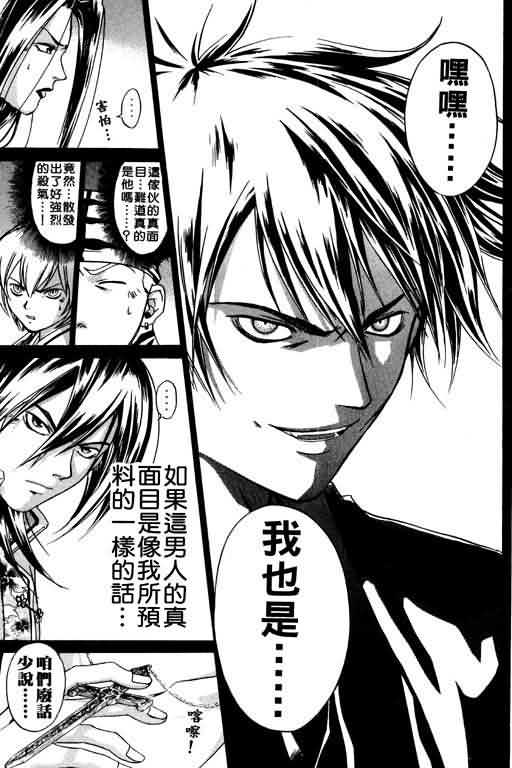 嘿嘿⋯⋯
我也是⋯⋯
⋯⋯
害怕⋯
這傢伙的真面
目⋯難道真的
是他嗎⋯⋯?
竟然⋯散發
出了好強烈
的殺氣⋯!
⋯⋯
如果這男人的真
面目是像我所預
料的一樣的話⋯
咱們廢話
少說⋯⋯
喀嚓!